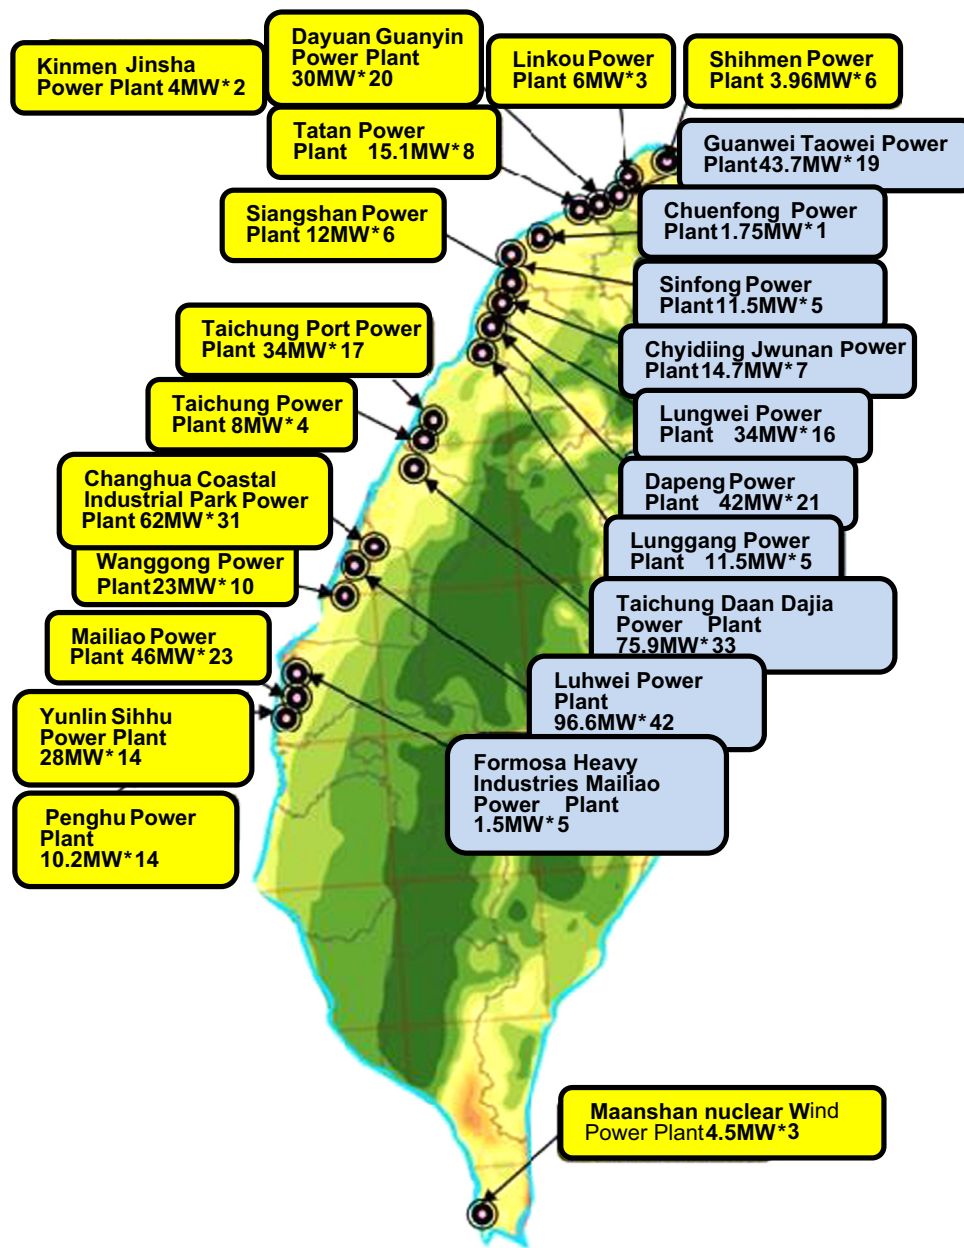 Kinmen Jinsha
Power Plant 4MW*2
Dayuan Guanyin
Power Plant
30MW*20
Linkou Power
Plant 6MW*3
Shihmen Power
Plant 3.96MW*6
Tatan Power
Plant 15.1MW*8
Guanwei Taowei Power
Plant43.7MW*19
Siangshan Power
Plant 12MW*6
Chuenfong Power
Plant1.75MW*1
Sinfong Power
Plant11.5MW*5
Taichung Port Power
Plant 34MW*17
Chyidiing Jwunan Power
Plant14.7MW*7
Taichung Power
Plant 8MW*4
Lungwei Power
Plant 34MW*16
Changhua Coastal
Industrial Park Power
Plant 62MW*31
Dapeng Power
Plant 42MW*21
Lunggang Power
Plant 11.5MW*5
Wanggong Power
Plant23MW*10
Taichung Daan Dajia
Power Plant
75.9MW*33
Mailiao Power
Plant 46MW*23
Luhwei Power
Plant
96.6MW*42
Yunlin Sihhu
Power Plant
28MW*14
Formosa Heavy
Industries Mailiao
Power Plant
1.5MW*5
Penghu Power
Plant
10.2MW*14
Maanshan nuclear Wind
Power Plant4.5MW*3